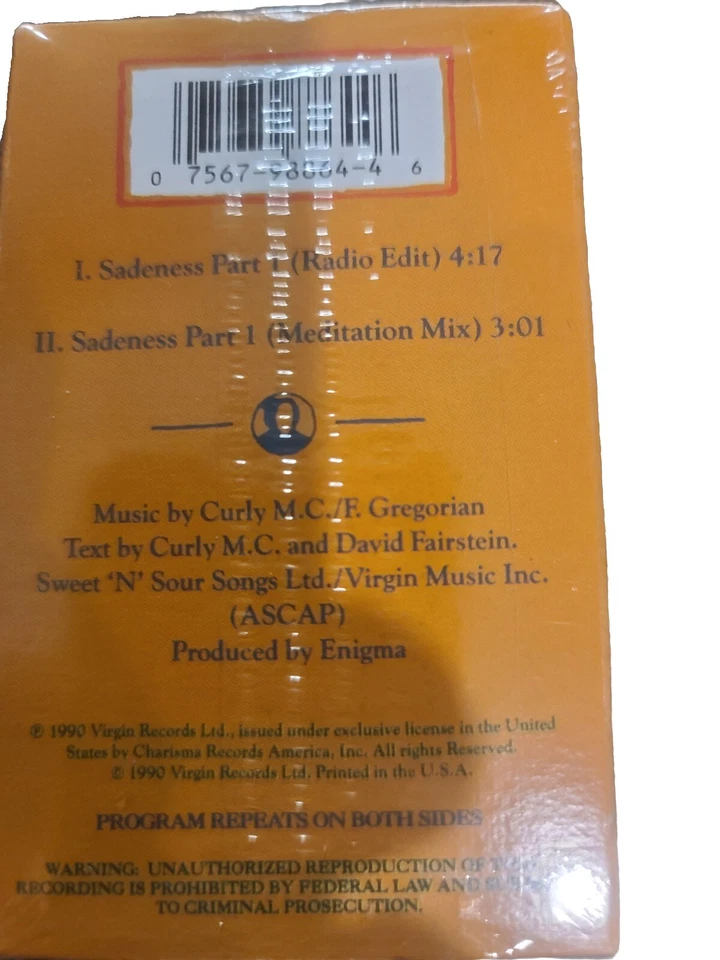 0 7567-98864-4 6
I. Sadeness Part 1 (Radio Edit) 4:17
II. Sadeness Part 1 (Meditation Mix) 3:01
Music by Curly M.C./F. Gregorian
Text by Curly M.C. and David Fairstein.
Sweet 'N' Sour Songs Ltd./Virgin Music Inc.
(ASCAP)
Produced by Enigma
℗ 1990 Virgin Records Ltd., issued under exclusive license in the United
States by Charisma Records America, Inc. All rights Reserved.
© 1990 Virgin Records Ltd. Printed in the U.S.A.
PROGRAM REPEATS ON BOTH SIDES
WARNING: UNAUTHORIZED REPRODUCTION OF
RECORDING IS PROHIBITED BY FEDERAL LAW AND
TO CRIMINAL PROSECUTION.